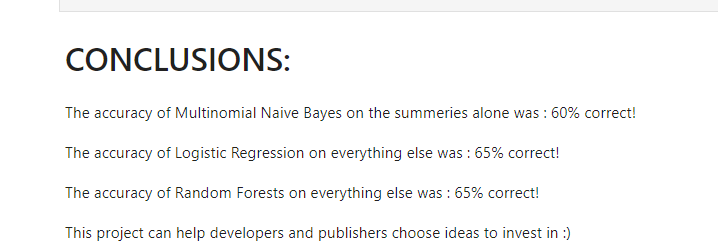 CONCLUSIONS:
The accuracy of Multinomial Naive Bayes on the summeries alone was : 60% correct!
The accuracy of Logistic Regression on everything else was : 65% correct!
The accuracy of Random Forests on everything else was : 65% correct!
This project can help developers and publishers choose ideas to invest in :)